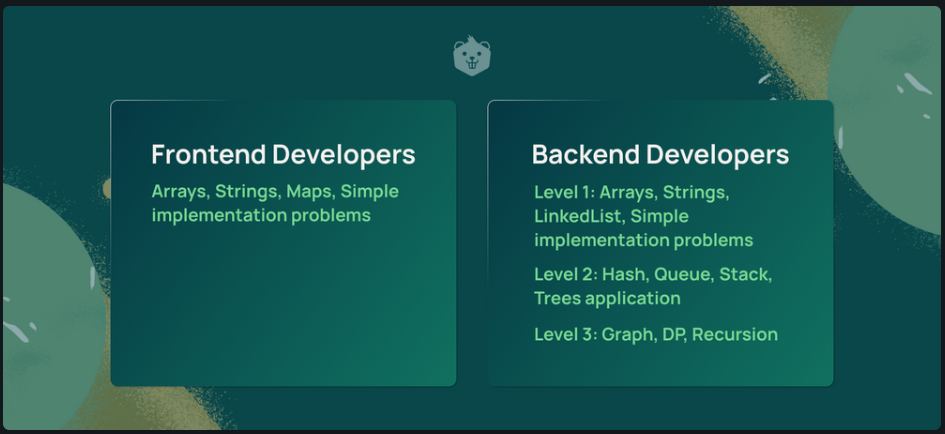 Frontend Developers
Arrays, Strings, Maps, Simple
implementation problems
Backend Developers
Level 1: Arrays, Strings,
LinkedList, Simple
implementation problems
Level 2: Hash, Queue, Stack,
Trees application
Level 3: Graph, DP, Recursion